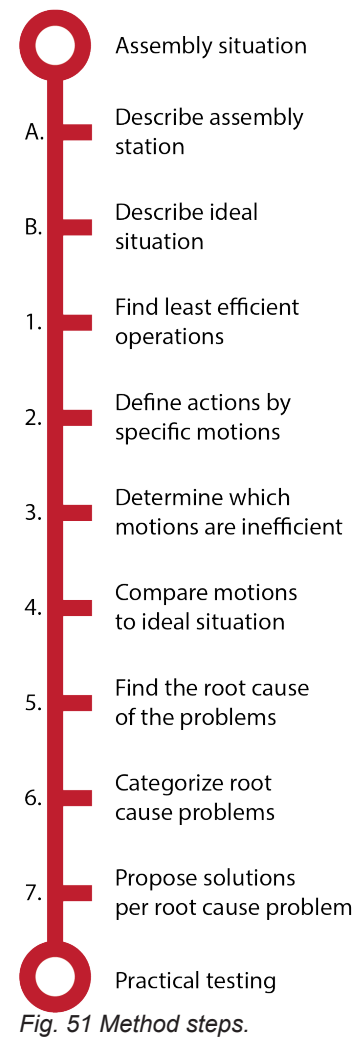 Assembly situation
A. Describe assembly
station
B. Describe ideal
situation
1. Find least efficient
operations
2. Define actions by
specific motions
3. Determine which
motions are inefficient
4. Compare motions
to ideal situation
5. Find the root cause
of the problems
6. Categorize root
cause problems
7. Propose solutions
per root cause problem
Practical testing
Fig. 51 Method steps.